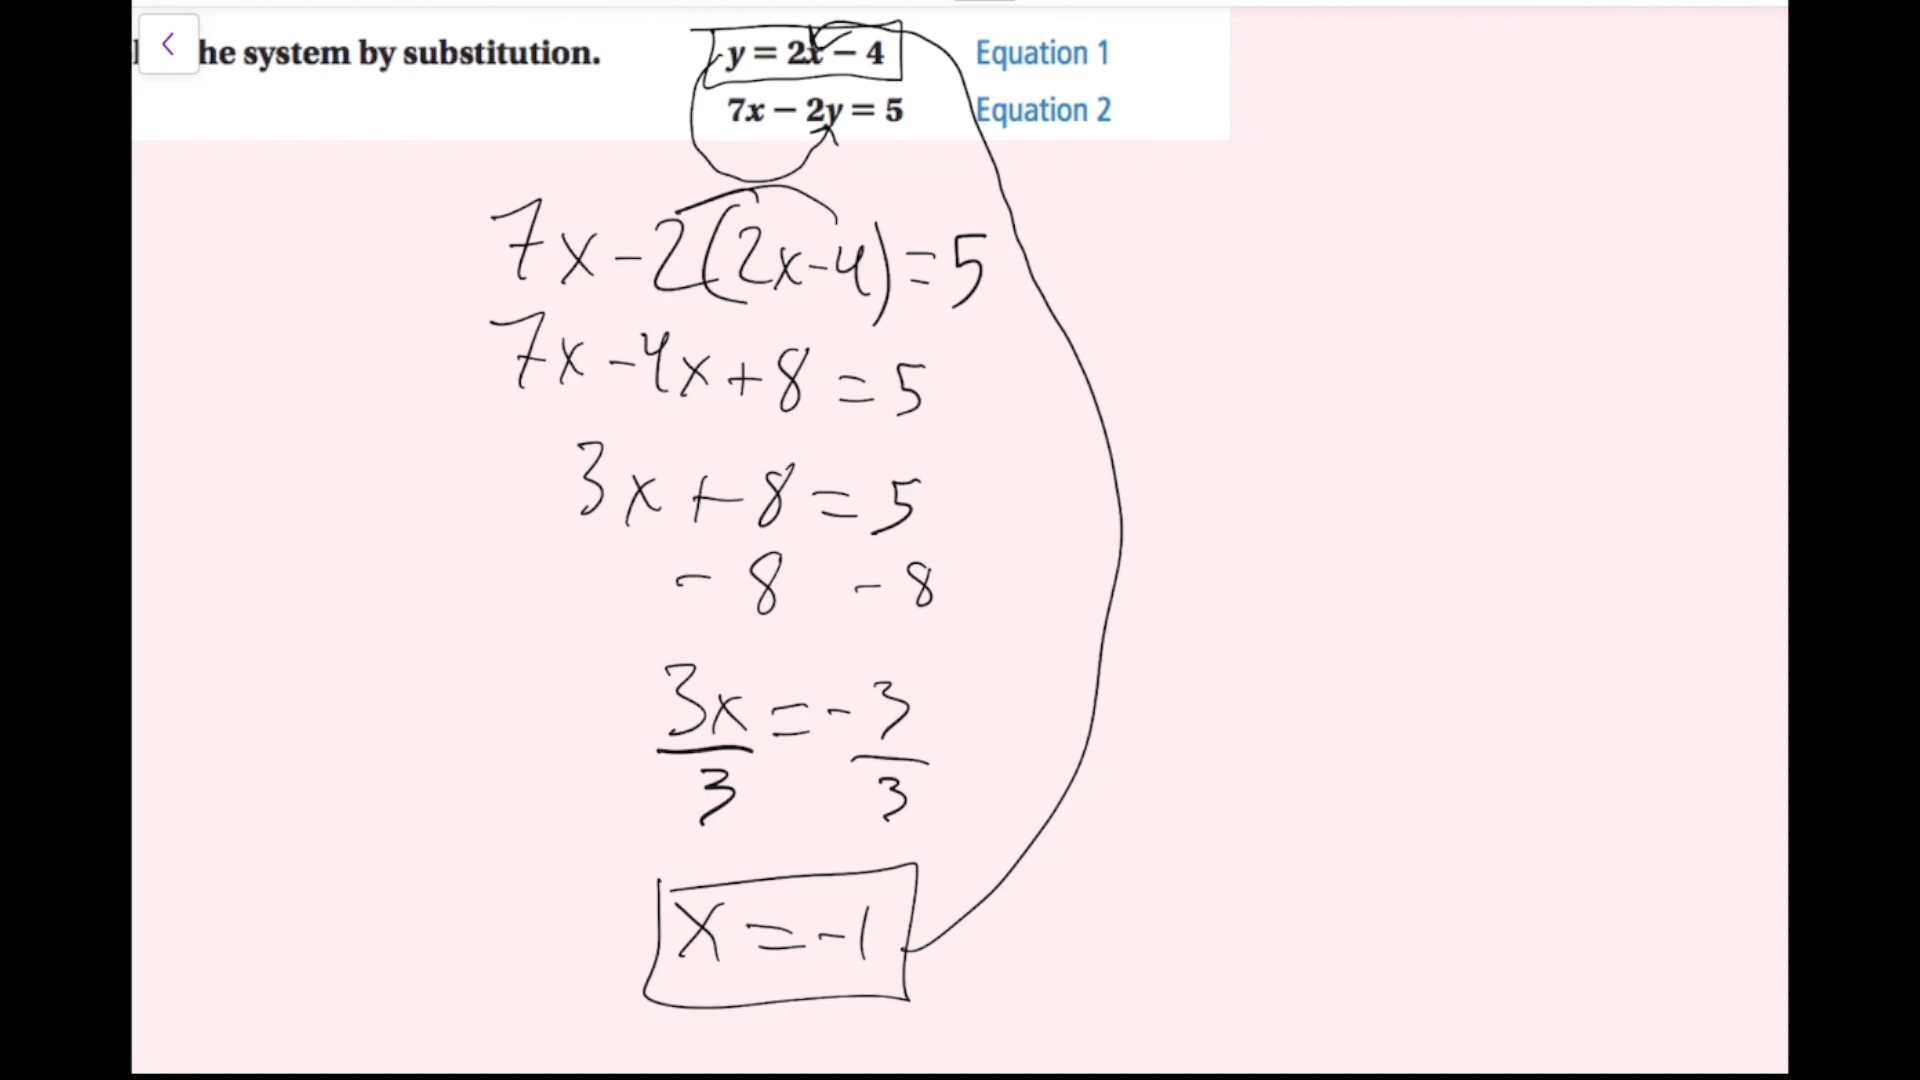 he system by substitution.
y = 2x − 4
Equation 1
7x − 2y = 5
Equation 2
7x-2(2x-4)=5
7x-4x+8=5
3x+8=5
-8 -8
3x=-3
3 3
x=-1